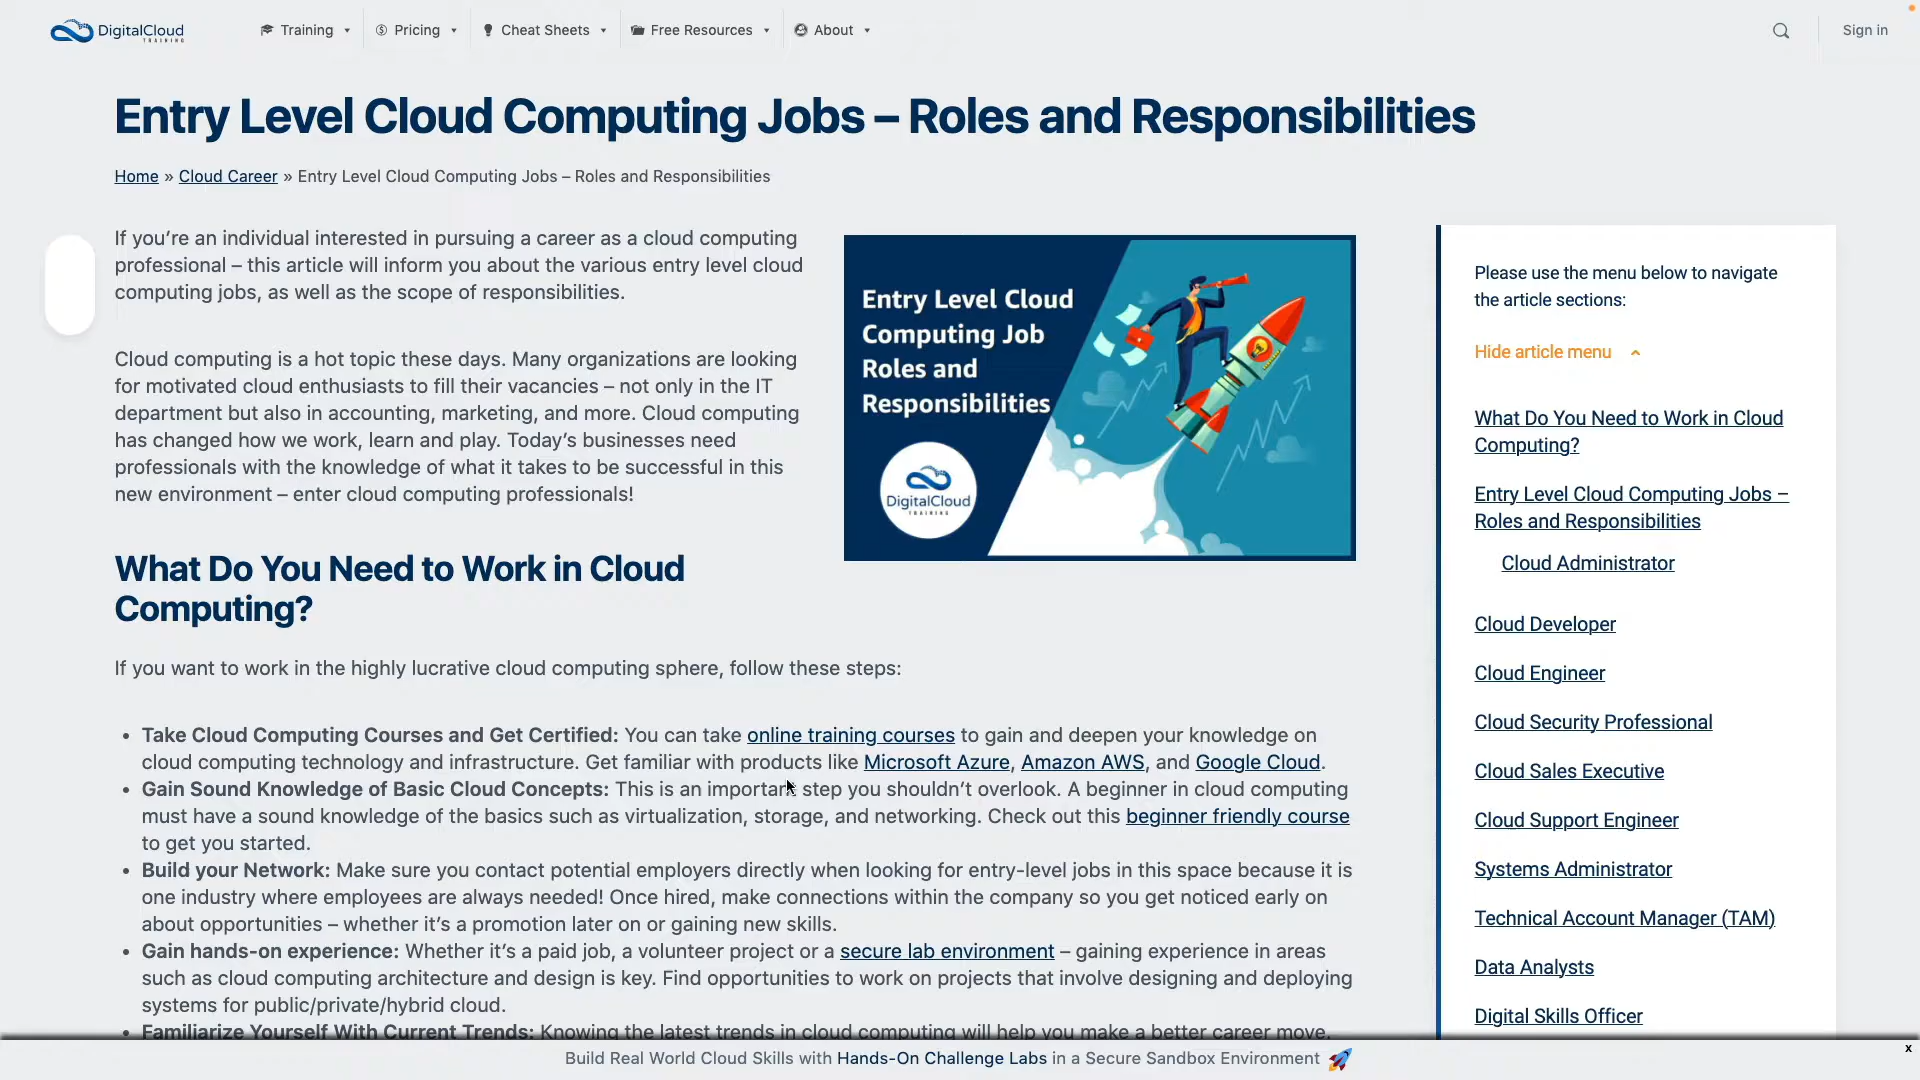 DigitalCloud
TRAINING
Training
Pricing
Cheat Sheets
Free Resources
About
Sign in
Entry Level Cloud Computing Jobs – Roles and Responsibilities
Home » Cloud Career » Entry Level Cloud Computing Jobs – Roles and Responsibilities
If you’re an individual interested in pursuing a career as a cloud computing
professional – this article will inform you about the various entry level cloud
computing jobs, as well as the scope of responsibilities.
Cloud computing is a hot topic these days. Many organizations are looking
for motivated cloud enthusiasts to fill their vacancies – not only in the IT
department but also in accounting, marketing, and more. Cloud computing
has changed how we work, learn and play. Today’s businesses need
professionals with the knowledge of what it takes to be successful in this
new environment – enter cloud computing professionals!
Entry Level Cloud
Computing Job
Roles and
Responsibilities
DigitalCloud
TRAINING
What Do You Need to Work in Cloud
Computing?
If you want to work in the highly lucrative cloud computing sphere, follow these steps:
• Take Cloud Computing Courses and Get Certified: You can take online training courses to gain and deepen your knowledge on
cloud computing technology and infrastructure. Get familiar with products like Microsoft Azure, Amazon AWS, and Google Cloud.
• Gain Sound Knowledge of Basic Cloud Concepts: This is an important step you shouldn’t overlook. A beginner in cloud computing
must have a sound knowledge of the basics such as virtualization, storage, and networking. Check out this beginner friendly course
to get you started.
• Build your Network: Make sure you contact potential employers directly when looking for entry-level jobs in this space because it is
one industry where employees are always needed! Once hired, make connections within the company so you get noticed early on
about opportunities – whether it’s a promotion later on or gaining new skills.
• Gain hands-on experience: Whether it’s a paid job, a volunteer project or a secure lab environment – gaining experience in areas
such as cloud computing architecture and design is key. Find opportunities to work on projects that involve designing and deploying
systems for public/private/hybrid cloud.
• Familiarize Yourself With Current Trends: Knowing the latest trends in cloud computing will help you make a better career move.
Please use the menu below to navigate
the article sections:
Hide article menu
What Do You Need to Work in Cloud
Computing?
Entry Level Cloud Computing Jobs –
Roles and Responsibilities
Cloud Administrator
Cloud Developer
Cloud Engineer
Cloud Security Professional
Cloud Sales Executive
Cloud Support Engineer
Systems Administrator
Technical Account Manager (TAM)
Data Analysts
Digital Skills Officer
Build Real World Cloud Skills with Hands-On Challenge Labs in a Secure Sandbox Environment 🚀
x